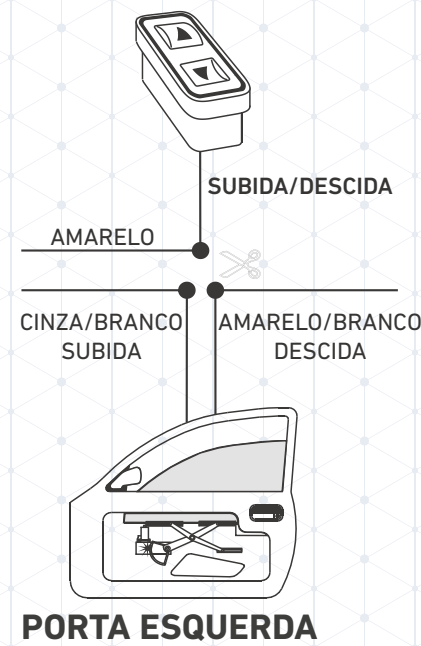 SUBIDA/DESCIDA
AMARELO
CINZA/BRANCO
SUBIDA
AMARELO/BRANCO
DESCIDA
PORTA ESQUERDA